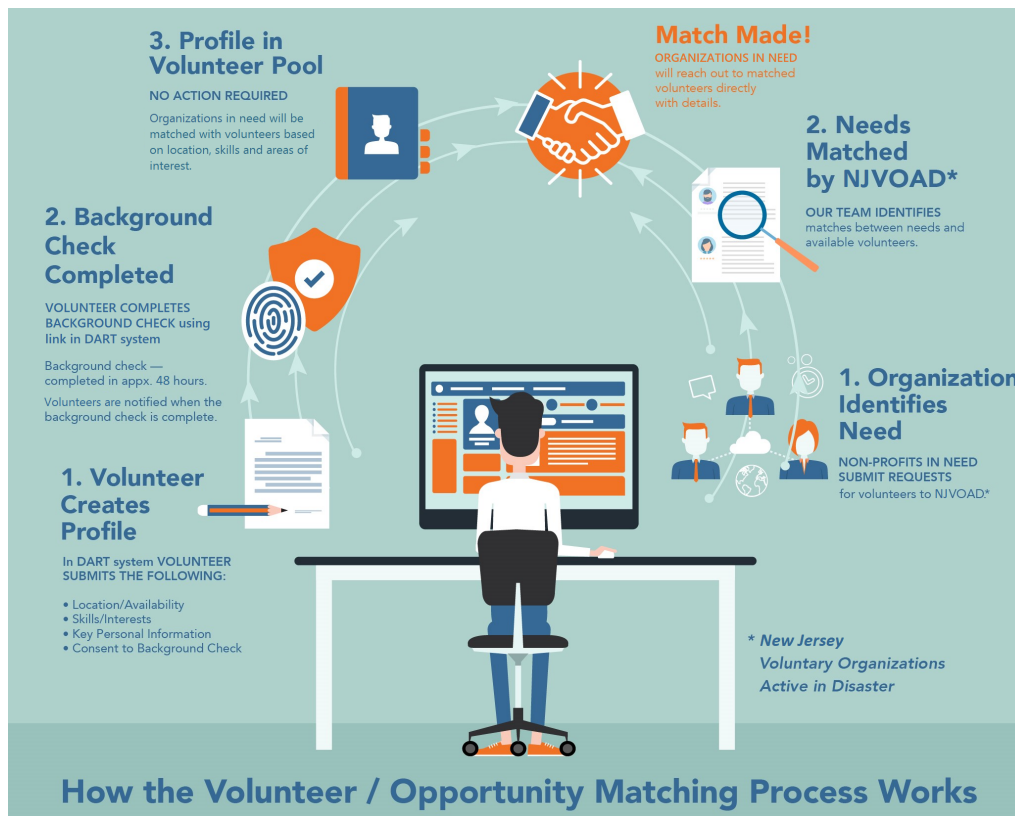 3. Profile in
Volunteer Pool
NO ACTION REQUIRED
Organizations in need will be
matched with volunteers based
on location, skills and areas of
interest.
Match Made!
ORGANIZATIONS IN NEED
will reach out to matched
volunteers directly
with details.
2. Needs
Matched
by NJVOAD*
OUR TEAM IDENTIFIES
matches between needs and
available volunteers.
2. Background
Check
Completed
VOLUNTEER COMPLETES
BACKGROUND CHECK using
link in DART system
Background check —
completed in appx. 48 hours.
Volunteers are notified when the
background check is complete.
1. Organization
Identifies
Need
NON-PROFITS IN NEED
SUBMIT REQUESTS
for volunteers to NJVOAD.*
1. Volunteer
Creates
Profile
In DART system VOLUNTEER
SUBMITS THE FOLLOWING:
• Location/Availability
• Skills/Interests
• Key Personal Information
• Consent to Background Check
* New Jersey
Voluntary Organizations
Active in Disaster
How the Volunteer / Opportunity Matching Process Works